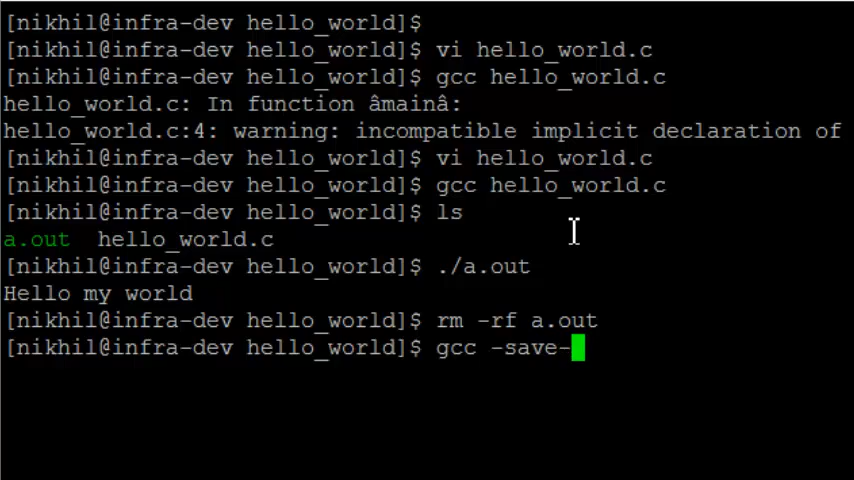 [nikhil@infra-dev hello_world]$
[nikhil@infra-dev hello_world]$ vi hello_world.c
[nikhil@infra-dev hello_world]$ gcc hello_world.c
hello_world.c: In function âmainâ:
hello_world.c:4: warning: incompatible implicit declaration of
[nikhil@infra-dev hello_world]$ vi hello_world.c
[nikhil@infra-dev hello_world]$ gcc hello_world.c
[nikhil@infra-dev hello_world]$ ls
a.out  hello_world.c
[nikhil@infra-dev hello_world]$ ./a.out
Hello my world
[nikhil@infra-dev hello_world]$ rm -rf a.out
[nikhil@infra-dev hello_world]$ gcc -save-